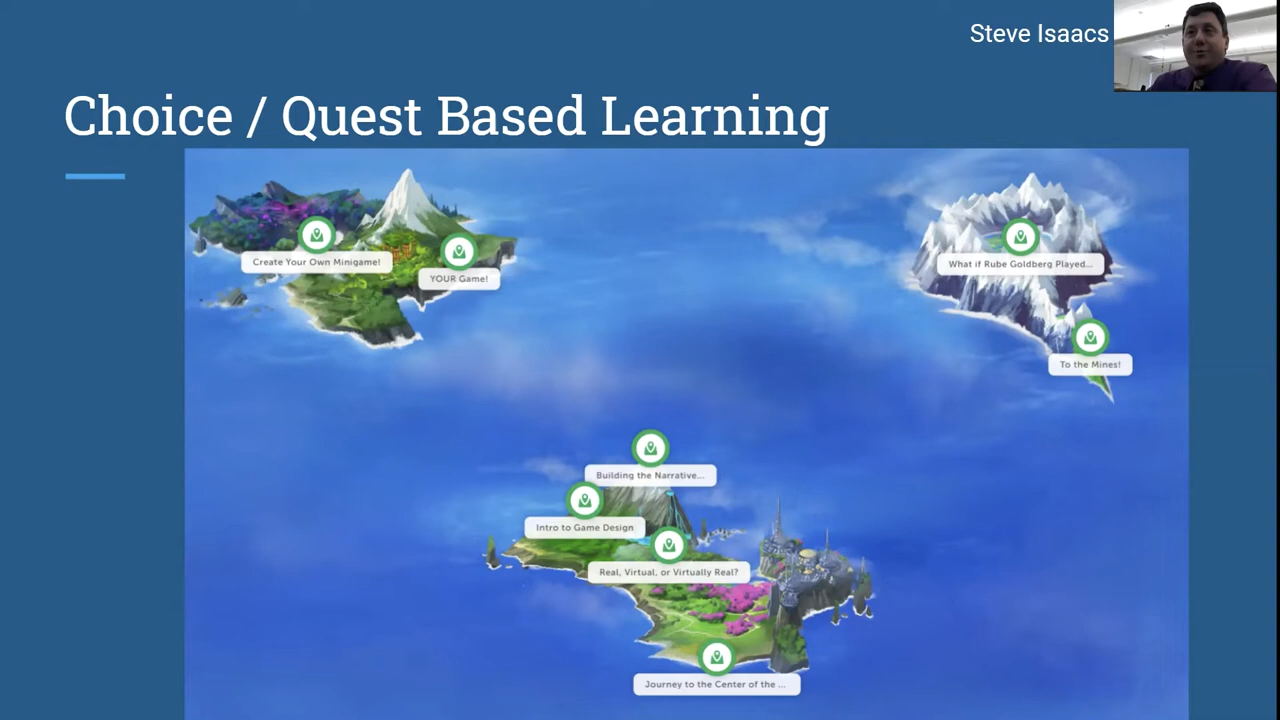 Steve Isaacs
Choice / Quest Based Learning
Create Your Own Minigame!
YOUR Game!
What if Rube Goldberg Played...
To the Mines!
Building the Narrative...
Intro to Game Design
Real, Virtual, or Virtually Real?
Journey to the Center of the ...